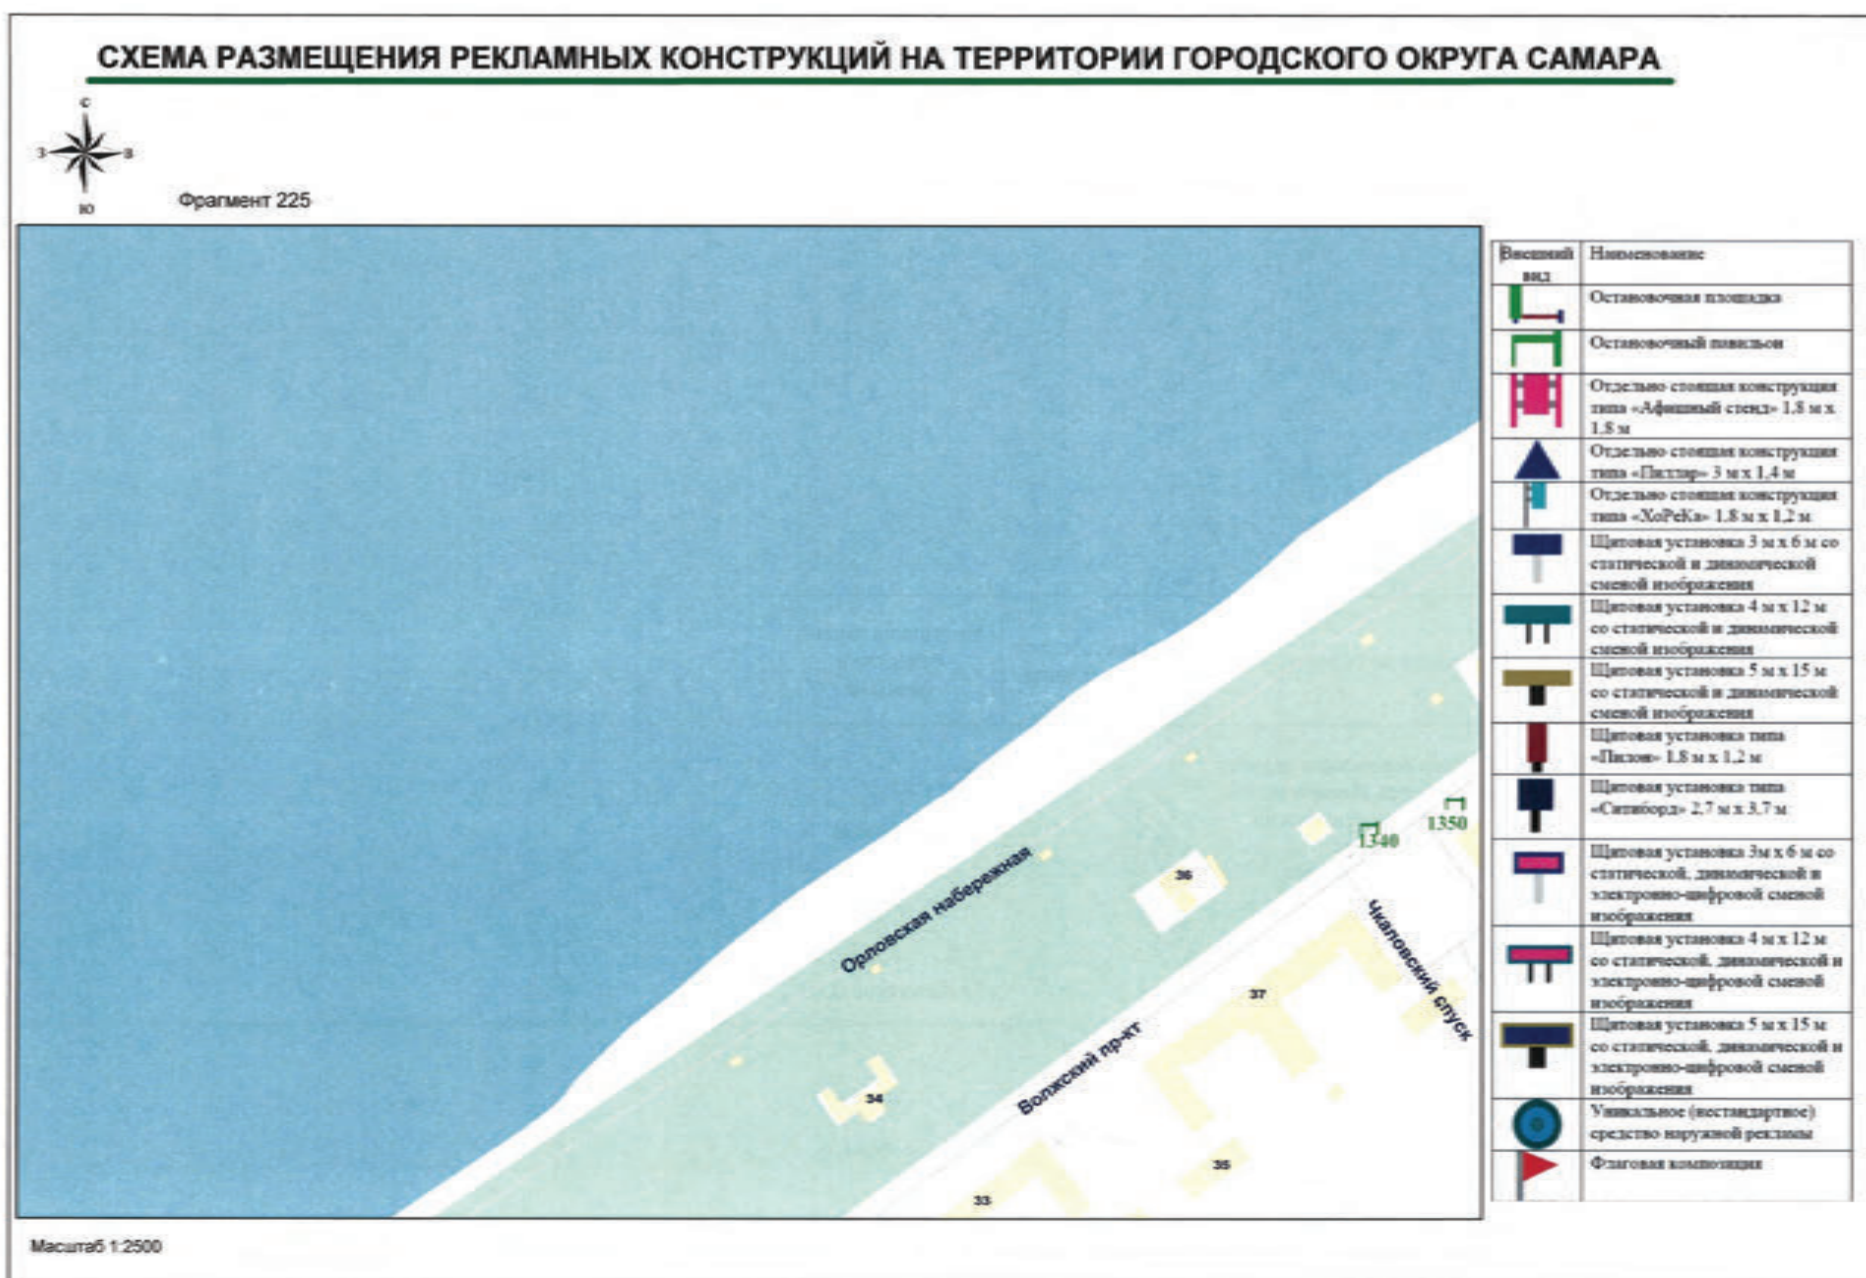 СХЕМА РАЗМЕЩЕНИЯ РЕКЛАМНЫХ КОНСТРУКЦИЙ НА ТЕРРИТОРИИ ГОРОДСКОГО ОКРУГА САМАРА
С
З
В
Ю
Фрагмент 225
1350
1340
36
Орловская набережная
Чкаловский спуск
37
Волжский пр-кт
34
35
33
Внешний вид
Наименование
Остановочная площадка
Остановочный павильон
Отдельно стоящая конструкция
типа «Афишный стенд» 1,8 м х
1,8 м
Отдельно стоящая конструкция
типа «Пиллар» 3 м х 1,4 м
Отдельно стоящая конструкция
типа «ХоРеКа» 1,8 м х 1,2 м
Щитовая установка 3 м х 6 м со
статической и динамической
сменой изображения
Щитовая установка 4 м х 12 м
со статической и динамической
сменой изображения
Щитовая установка 5 м х 15 м
со статической и динамической
сменой изображения
Щитовая установка типа
«Пилон» 1,8 м х 1,2 м
Щитовая установка типа
«Ситиборд» 2,7 м х 3,7 м
Щитовая установка 3м х 6 м со
статической, динамической и
электронно-цифровой сменой
изображения
Щитовая установка 4 м х 12 м
со статической, динамической и
электронно-цифровой сменой
изображения
Щитовая установка 5 м х 15 м
со статической, динамической и
электронно-цифровой сменой
изображения
Уникальное (нестандартное)
средство наружной рекламы
Флаговая композиция
Масштаб 1:2500